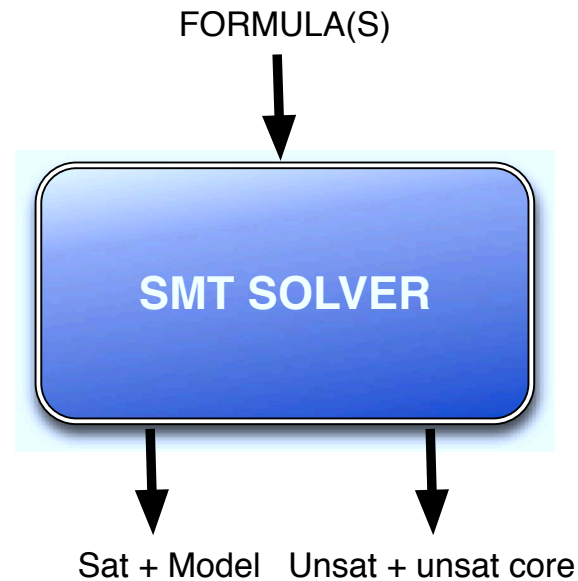 FORMULA(S)
SMT SOLVER
Sat + Model Unsat + unsat core